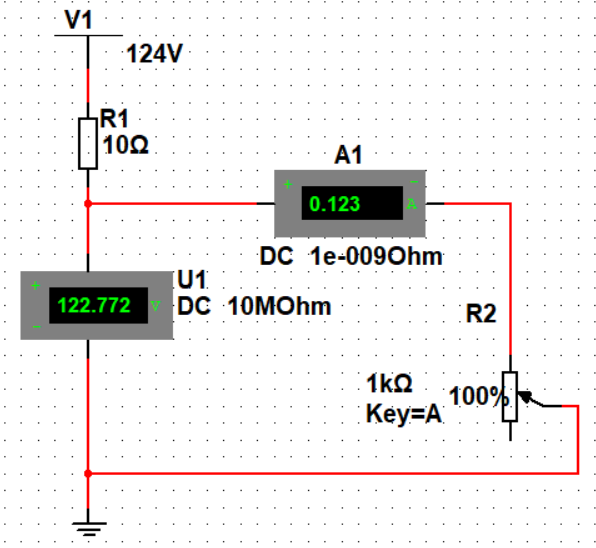 V1
124V
R1
10Ω
A1
+
-
0.123 A
DC 1e-009Ohm
U1
+
122.772 V
-
DC 10MOhm
R2
1kΩ
100%
Key=A